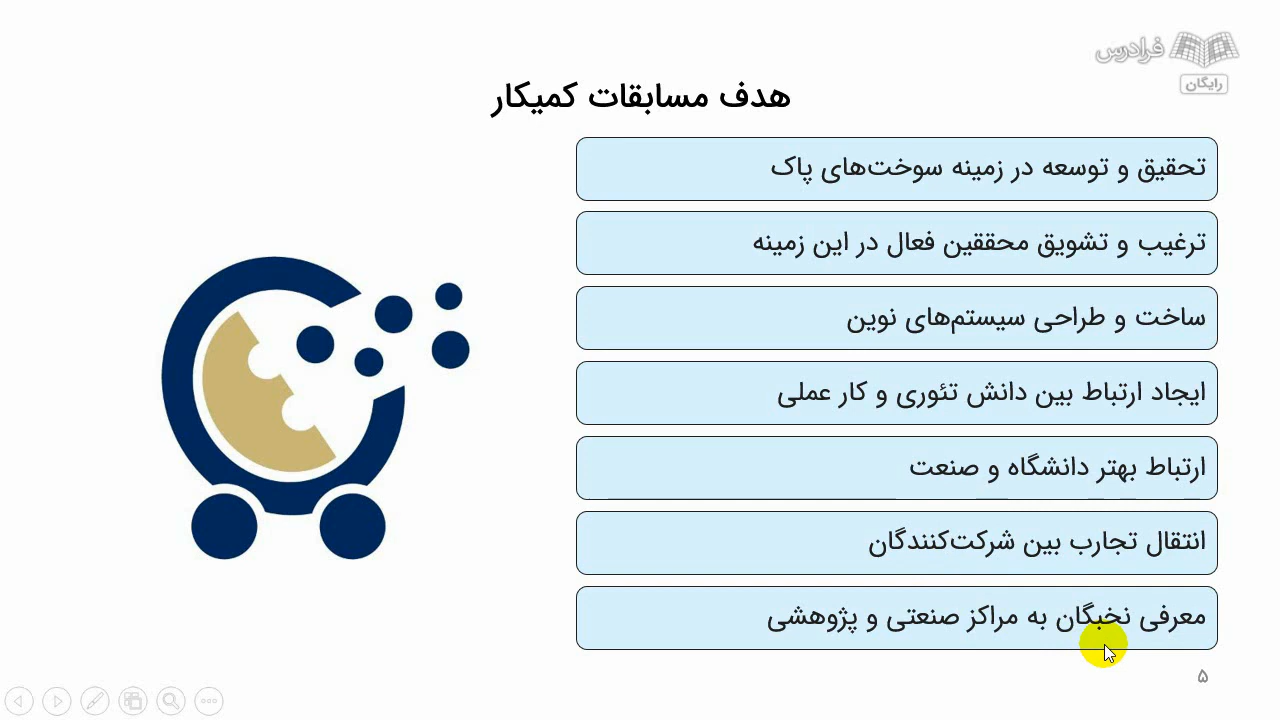 فرادرس
رایگان
هدف مسابقات کمیکار
تحقیق و توسعه در زمینه سوخت‌های پاک
ترغیب و تشویق محققین فعال در این زمینه
ساخت و طراحی سیستم‌های نوین
ایجاد ارتباط بین دانش تئوری و کار عملی
ارتباط بهتر دانشگاه و صنعت
انتقال تجارب بین شرکت‌کنندگان
معرفی نخبگان به مراکز صنعتی و پژوهشی
۵